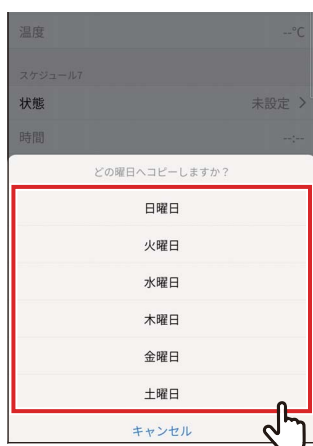 温度 --°C
スケジュール7
状態 未設定 >
時間 --:--
どの曜日へコピーしますか？
日曜日
火曜日
水曜日
木曜日
金曜日
土曜日
キャンセル